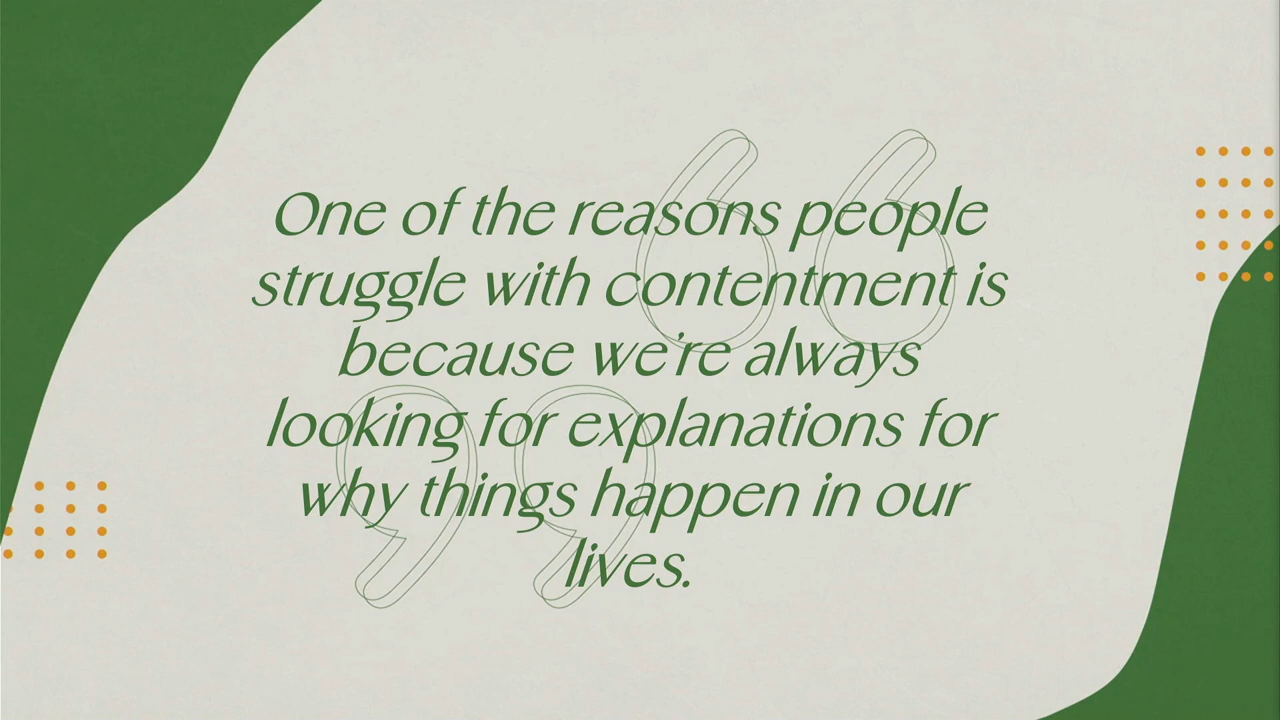 One of the reasons people
struggle with contentment is
because we're always
looking for explanations for
why things happen in our
lives.